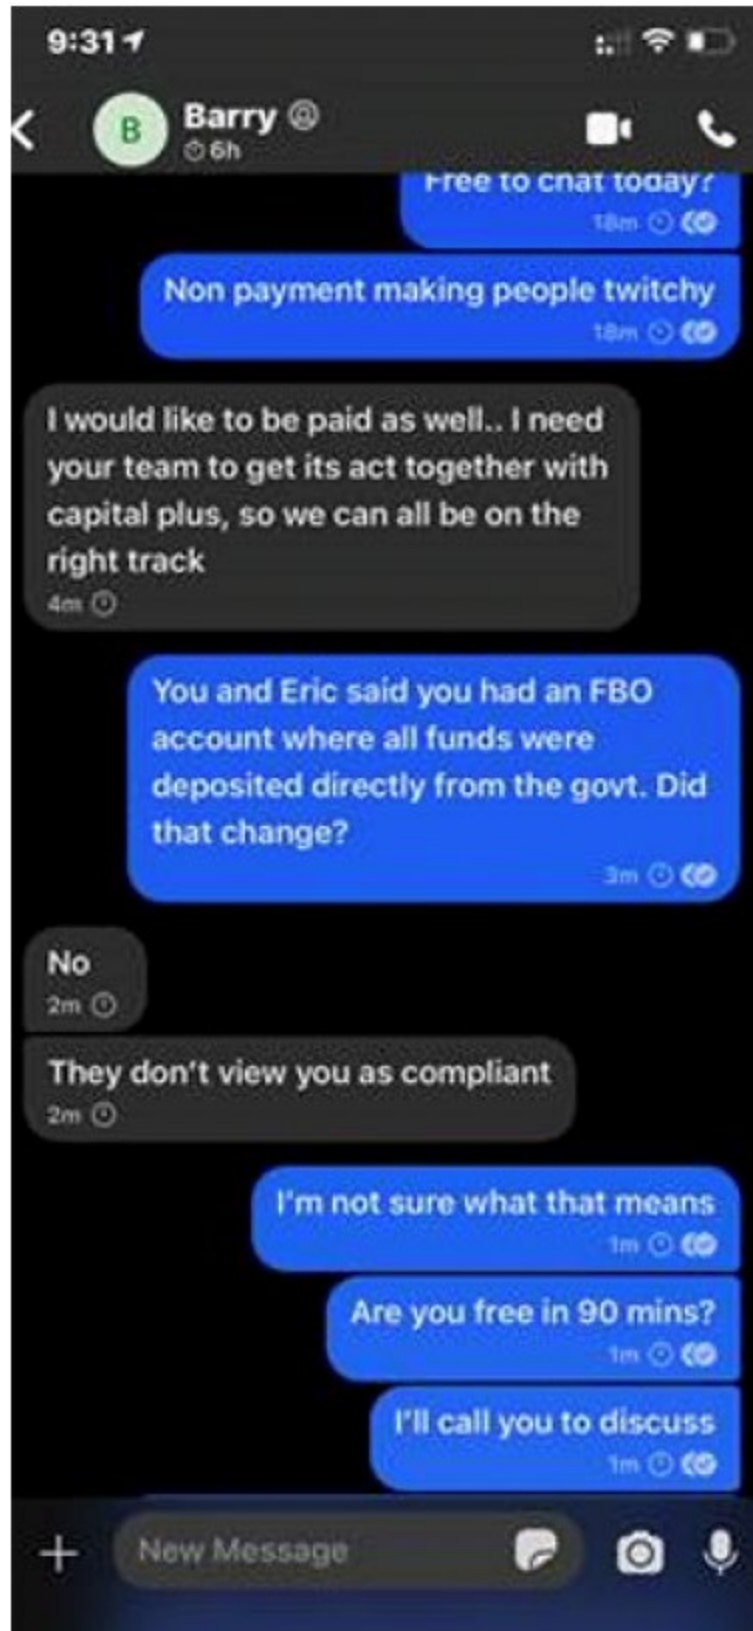 9:31
B
Barry
6h
Free to chat today?
18m
Non payment making people twitchy
18m
I would like to be paid as well.. I need
your team to get its act together with
capital plus, so we can all be on the
right track
4m
You and Eric said you had an FBO
account where all funds were
deposited directly from the govt. Did
that change?
3m
No
2m
They don't view you as compliant
2m
I'm not sure what that means
1m
Are you free in 90 mins?
1m
I'll call you to discuss
1m
New Message